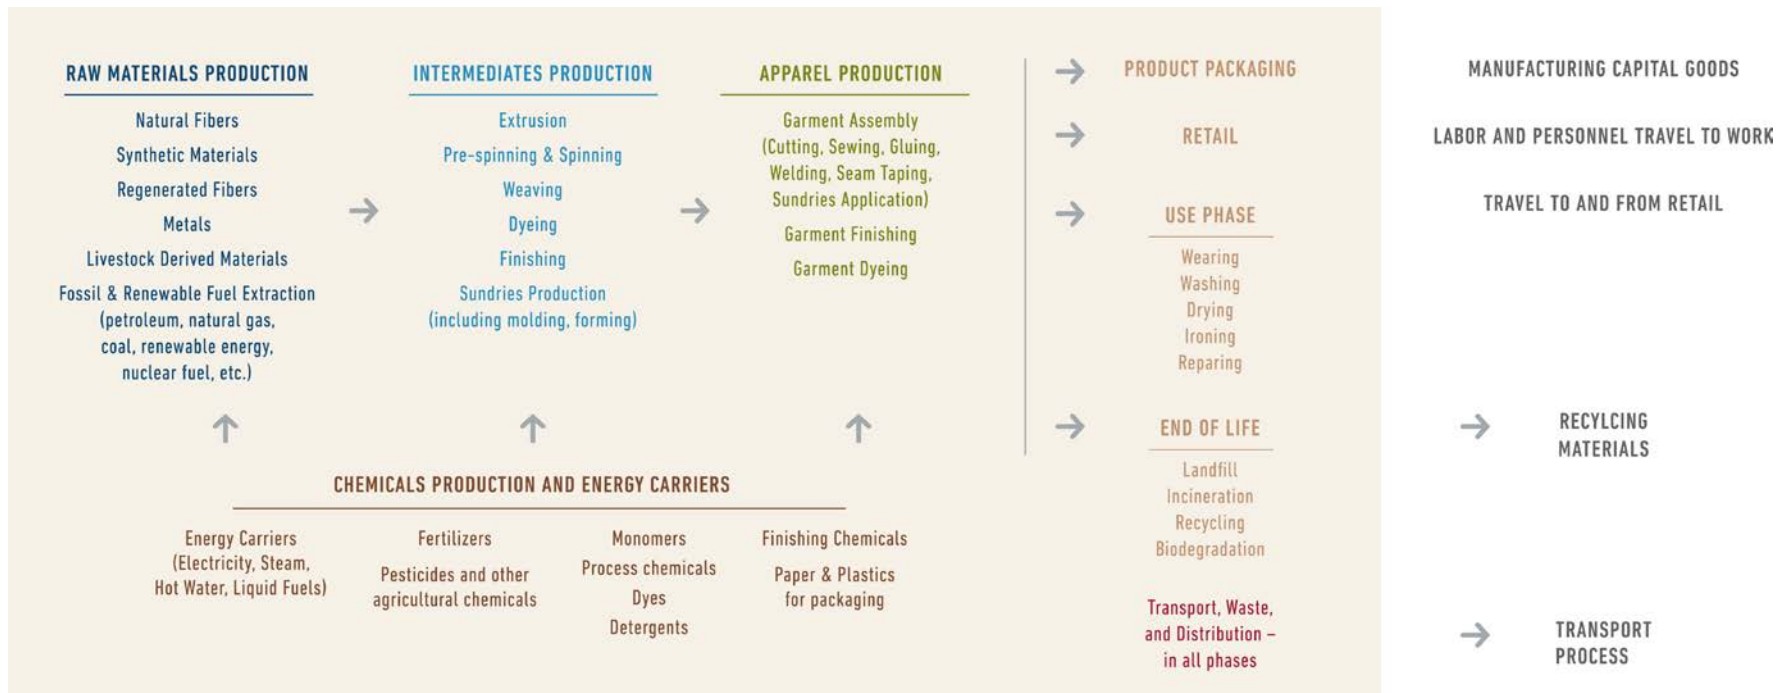 RAW MATERIALS PRODUCTION
Natural Fibers
Synthetic Materials
Regenerated Fibers
Metals
Livestock Derived Materials
Fossil & Renewable Fuel Extraction
(petroleum, natural gas,
coal, renewable energy,
nuclear fuel, etc.)
INTERMEDIATES PRODUCTION
Extrusion
Pre-spinning & Spinning
Weaving
Dyeing
Finishing
Sundries Production
(including molding, forming)
APPAREL PRODUCTION
Garment Assembly
(Cutting, Sewing, Gluing,
Welding, Seam Taping,
Sundries Application)
Garment Finishing
Garment Dyeing
CHEMICALS PRODUCTION AND ENERGY CARRIERS
Energy Carriers
(Electricity, Steam,
Hot Water, Liquid Fuels)
Fertilizers
Pesticides and other
agricultural chemicals
Monomers
Process chemicals
Dyes
Detergents
Finishing Chemicals
Paper & Plastics
for packaging
PRODUCT PACKAGING
RETAIL
USE PHASE
Wearing
Washing
Drying
Ironing
Reparing
END OF LIFE
Landfill
Incineration
Recycling
Biodegradation
Transport, Waste,
and Distribution –
in all phases
MANUFACTURING CAPITAL GOODS
LABOR AND PERSONNEL TRAVEL TO WORK
TRAVEL TO AND FROM RETAIL
RECYLCING
MATERIALS
TRANSPORT
PROCESS